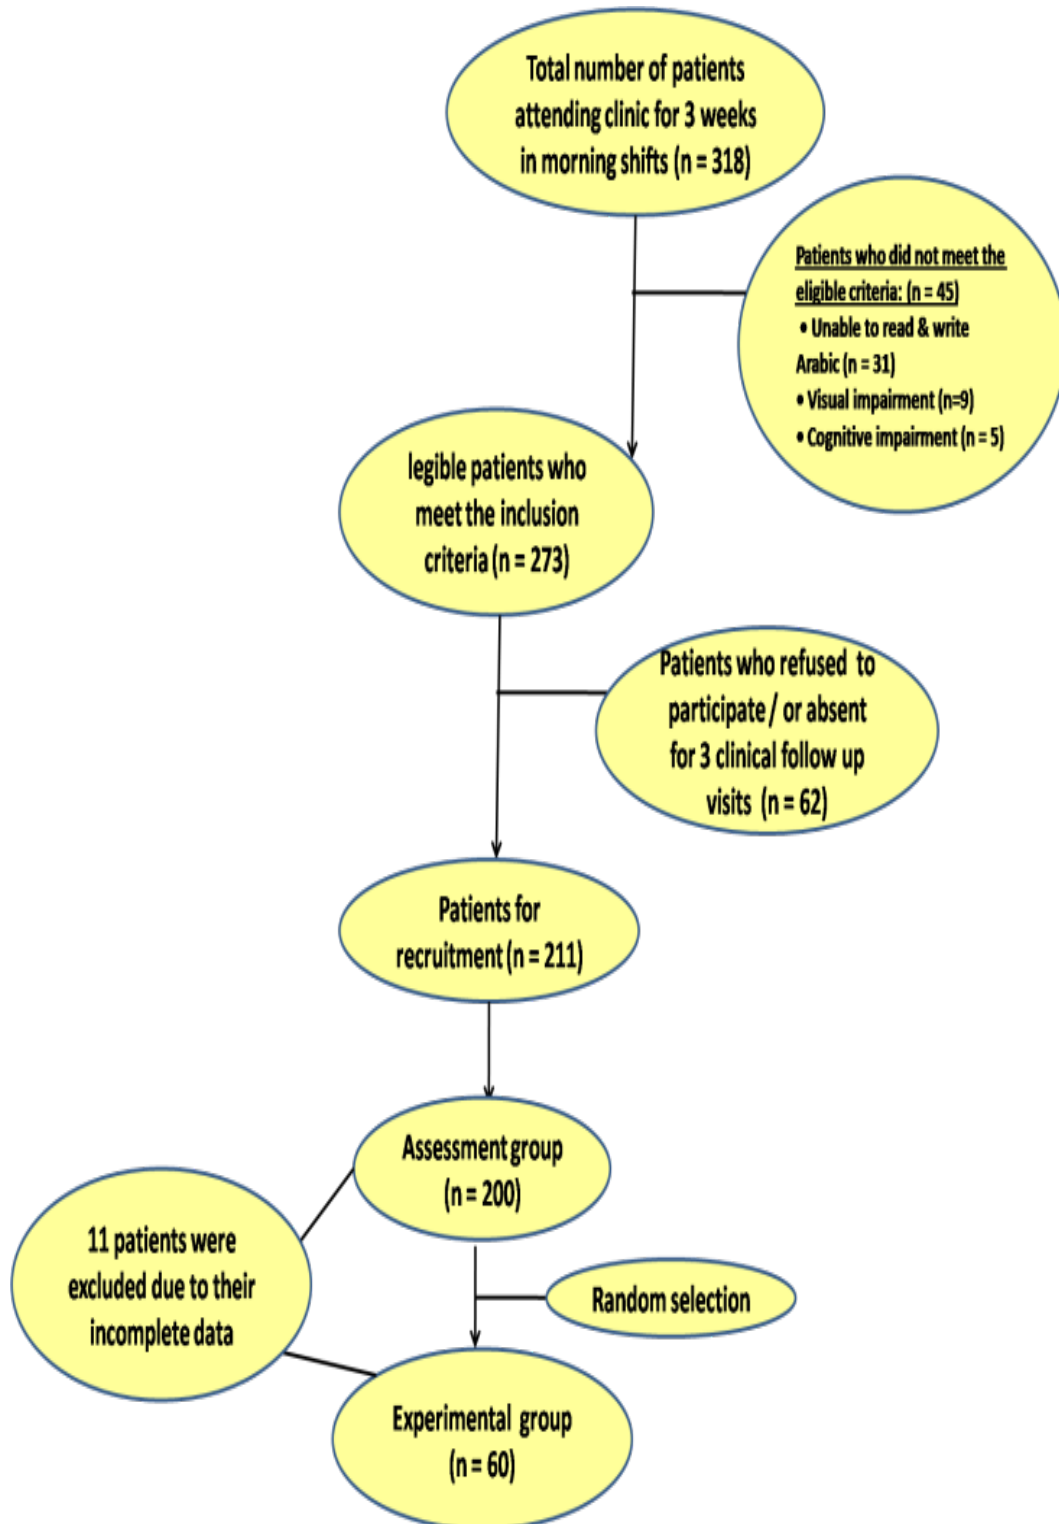 Total number of patients
attending clinic for 3 weeks
in morning shifts (n = 318)
Patients who did not meet the
eligible criteria: (n = 45)
• Unable to read & write
Arabic (n = 31)
• Visual impairment (n=9)
• Cognitive impairment (n = 5)
legible patients who
meet the inclusion
criteria (n = 273)
Patients who refused to
participate / or absent
for 3 clinical follow up
visits (n = 62)
Patients for
recruitment (n = 211)
Assessment group
(n = 200)
11 patients were
excluded due to their
incomplete data
Random selection
Experimental group
(n = 60)